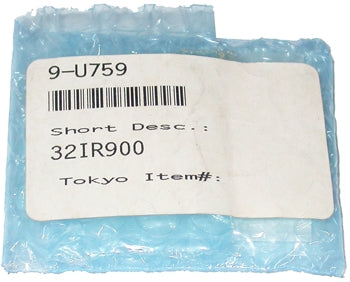 9-U759
Short Desc.:
32IR900
Tokyo Item#: